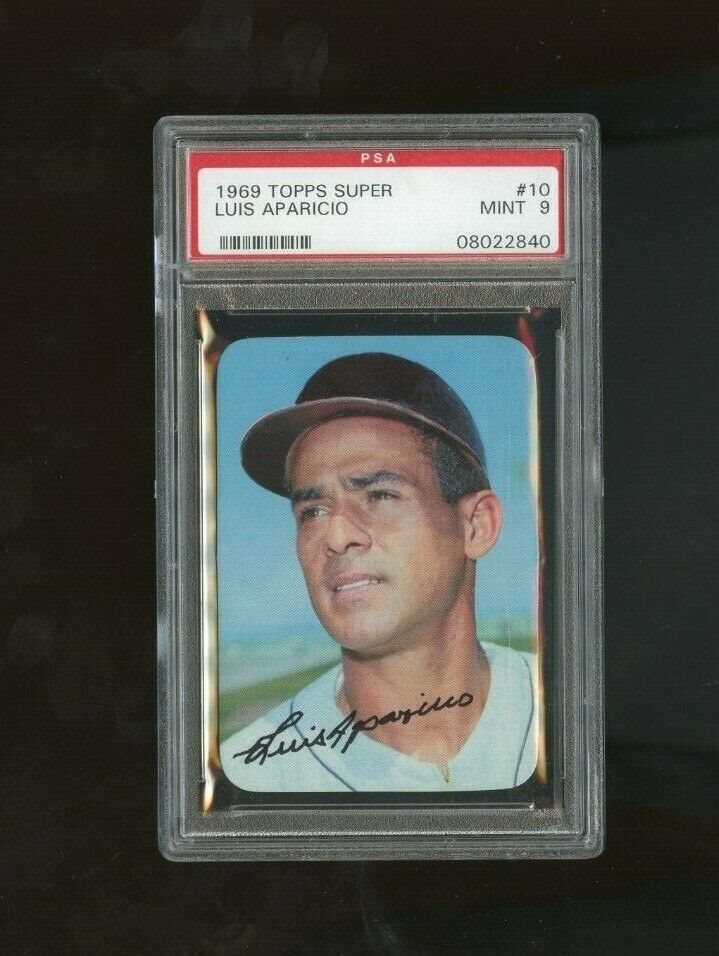 PSA
1969 TOPPS SUPER #10
LUIS APARICIO MINT 9
08022840
Luis Aparicio